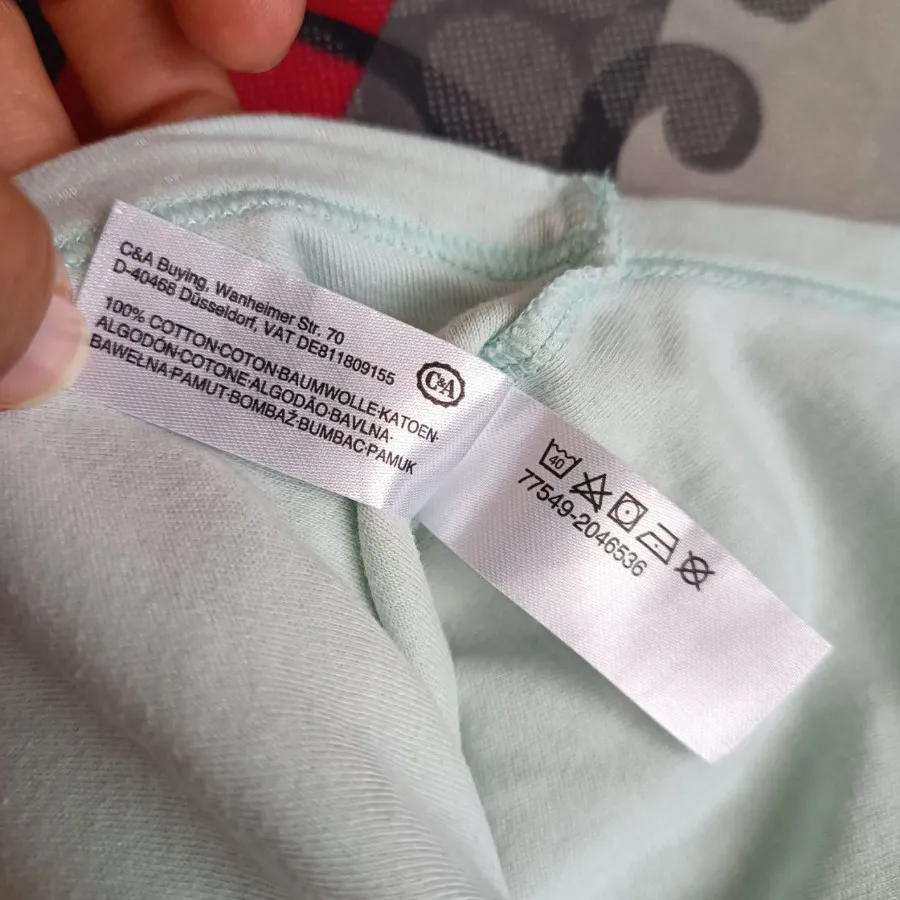 C&A Buying, Wanheimer Str. 70
D-40468 Düsseldorf, VAT DE811809155
100% COTTON·COTON·BAUMWOLLE·KATOEN·
ALGODÓN·COTONE·ALGODÃO·BAVLNA·
BAWEŁNA·PAMUT·BOMBAŽ·BUMBAC·PAMUK
C&A
40
77549-2046536